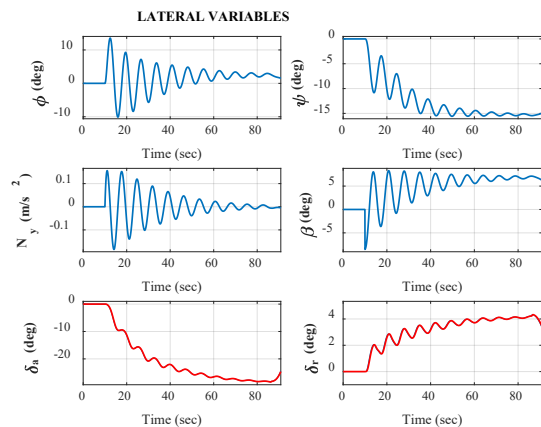 LATERAL VARIABLES
ϕ (deg)
10
0
-10
0 20 40 60 80
Time (sec)
ψ (deg)
0
-5
-10
-15
0 20 40 60 80
Time (sec)
N y (m/s 2 )
0.1
0
-0.1
0 20 40 60 80
Time (sec)
β (deg)
5
0
-5
0 20 40 60 80
Time (sec)
δa (deg)
0
-10
-20
0 20 40 60 80
Time (sec)
δr (deg)
4
2
0
0 20 40 60 80
Time (sec)